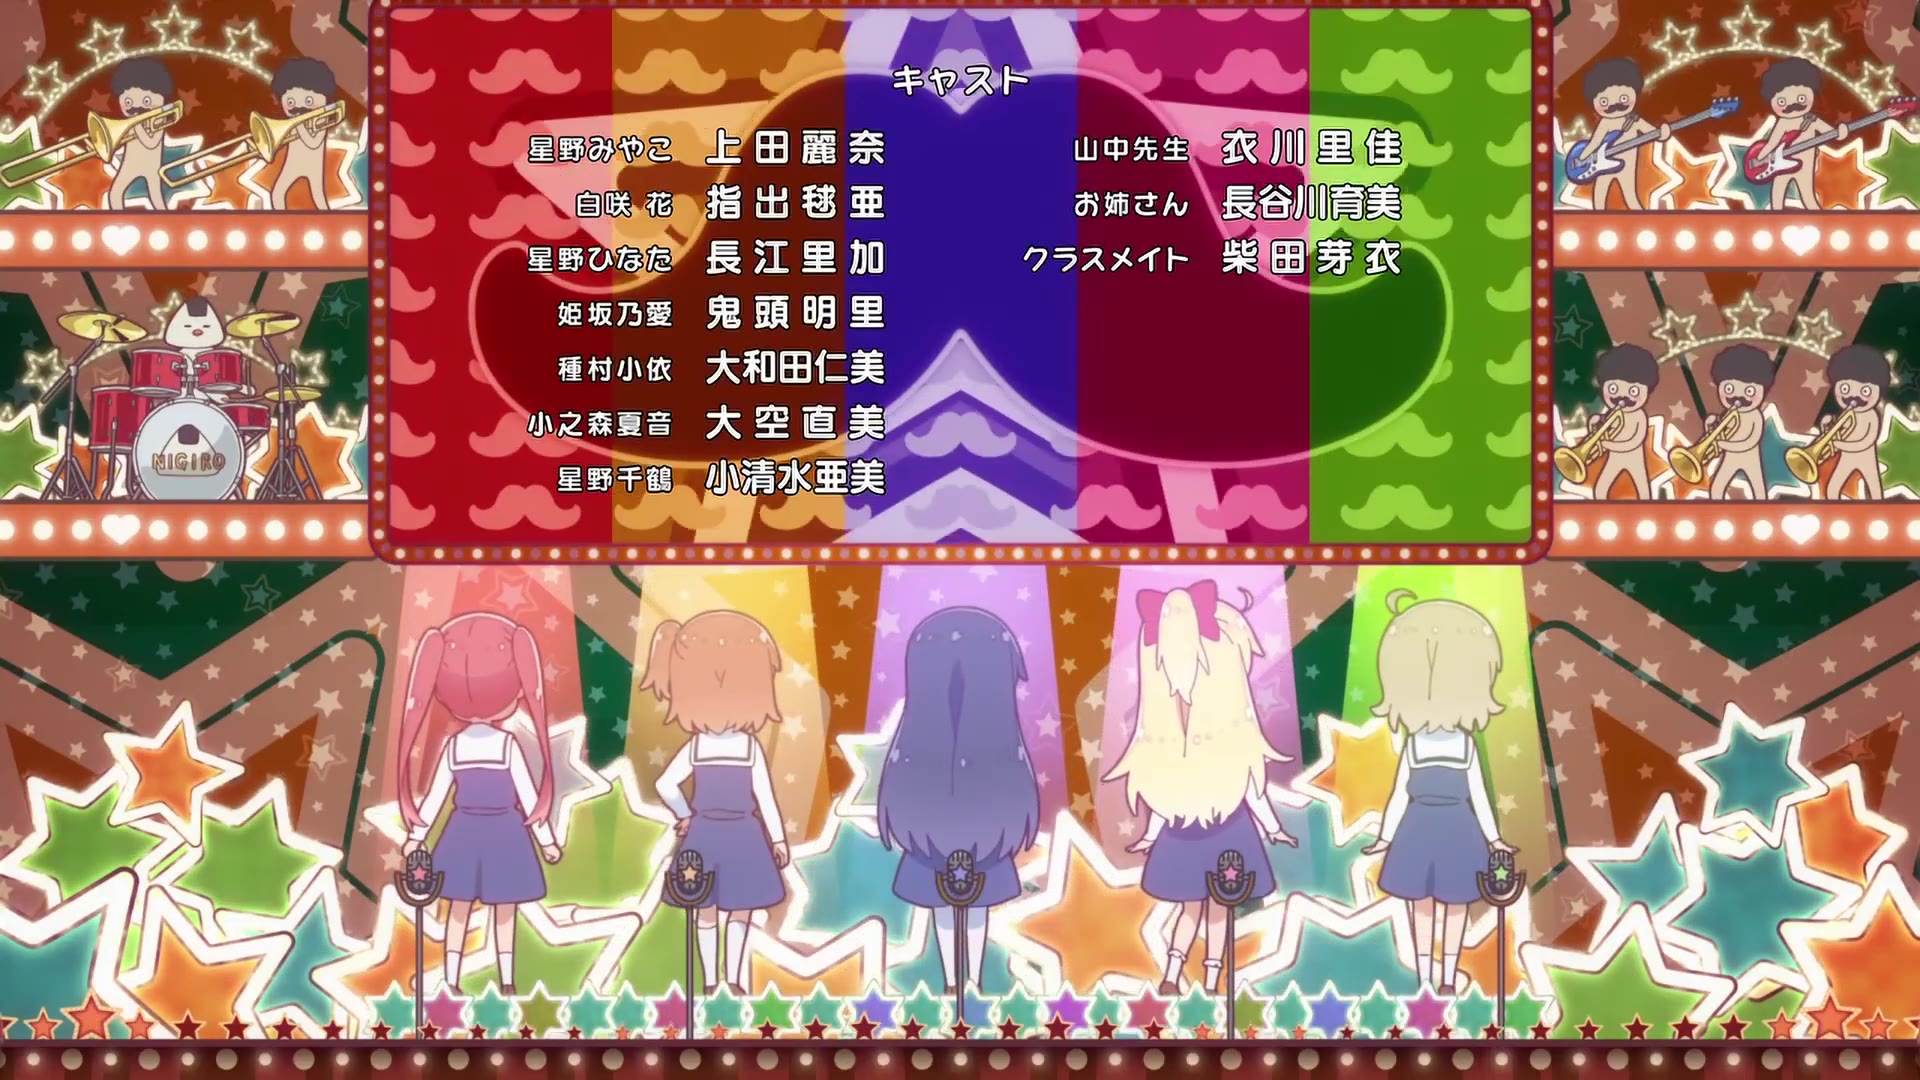 キャスト
星野みやこ 上田麗奈
白咲 花 指出毬亜
星野ひなた 長江里加
姫坂乃愛 鬼頭明里
種村小依 大和田仁美
小之森夏音 大空直美
星野千鶴 小清水亜美
山中先生 衣川里佳
お姉さん 長谷川育美
クラスメイト 柴田芽衣
NIGIRO